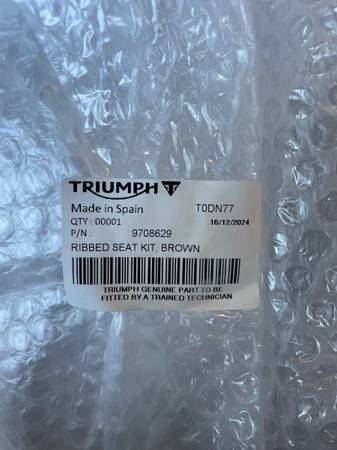 TRIUMPH
Made in Spain T0DN77
QTY : 00001 16/12/2024
P/N : 9708629
RIBBED SEAT KIT, BROWN
TRIUMPH GENUINE PART TO BE
FITTED BY A TRAINED TECHNICIAN